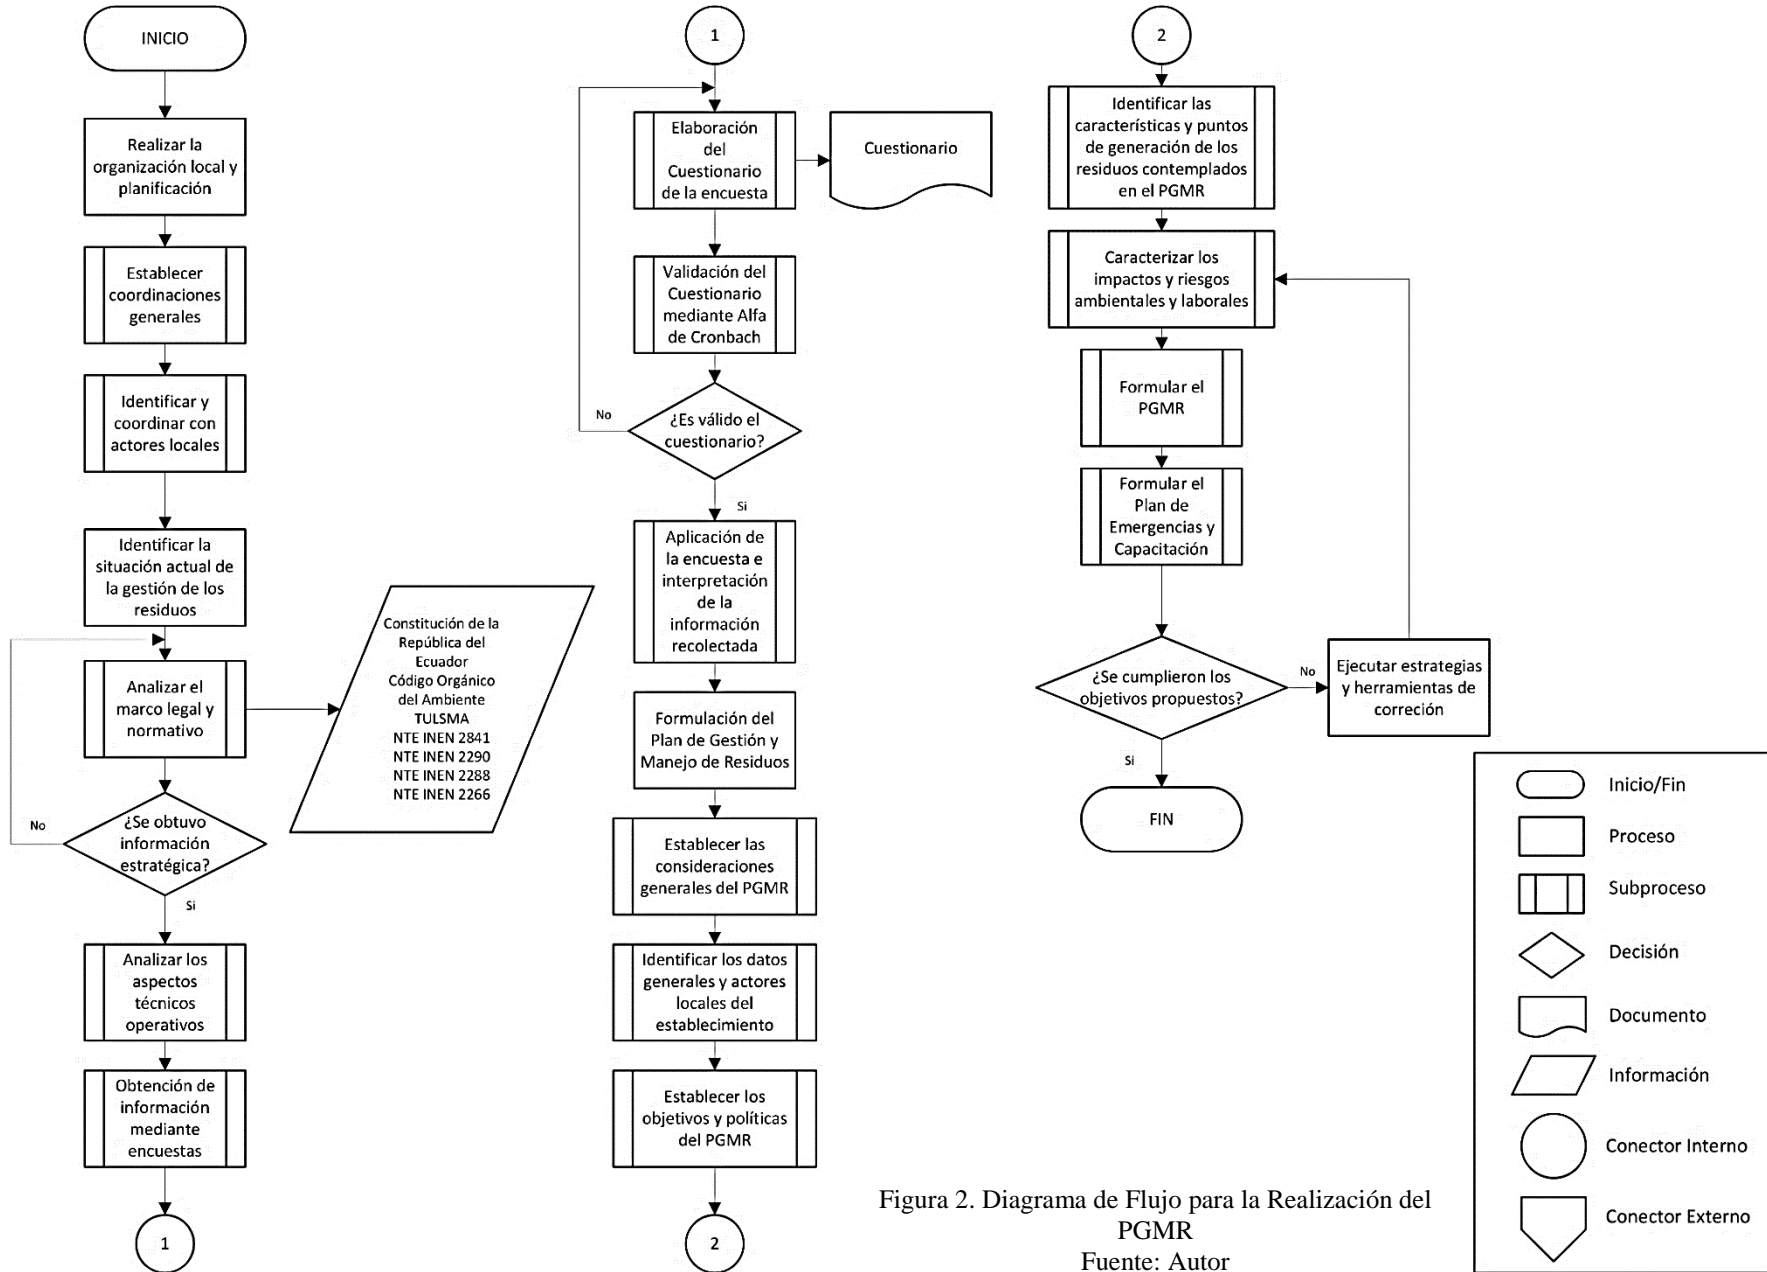 INICIO
Realizar la
organización local y
planificación
Establecer
coordinaciones
generales
Identificar y
coordinar con
actores locales
Identificar la
situación actual de
la gestión de los
residuos
Analizar el
marco legal y
normativo
Constitución de la
República del
Ecuador
Código Orgánico
del Ambiente
TULSMA
NTE INEN 2841
NTE INEN 2290
NTE INEN 2288
NTE INEN 2266
¿Se obtuvo
información
estratégica?
No
Si
Analizar los
aspectos
técnicos
operativos
Obtención de
información
mediante
encuestas
1
1
Elaboración
del
Cuestionario
de la encuesta
Cuestionario
Validación del
Cuestionario
mediante Alfa
de Cronbach
¿Es válido el
cuestionario?
No
Si
Aplicación de
la encuesta e
interpretación
de la
información
recolectada
Formulación del
Plan de Gestión y
Manejo de Residuos
Establecer las
consideraciones
generales del PGMR
Identificar los datos
generales y actores
locales del
establecimiento
Establecer los
objetivos y políticas
del PGMR
2
2
Identificar las
características y puntos
de generación de los
residuos contemplados
en el PGMR
Caracterizar los
impactos y riesgos
ambientales y laborales
Formular el
PGMR
Formular el
Plan de
Emergencias y
Capacitación
¿Se cumplieron los
objetivos propuestos?
No
Ejecutar estrategias
y herramientas de
correción
Si
FIN
Inicio/Fin
Proceso
Subproceso
Decisión
Documento
Información
Conector Interno
Conector Externo
Figura 2. Diagrama de Flujo para la Realización del
PGMR
Fuente: Autor